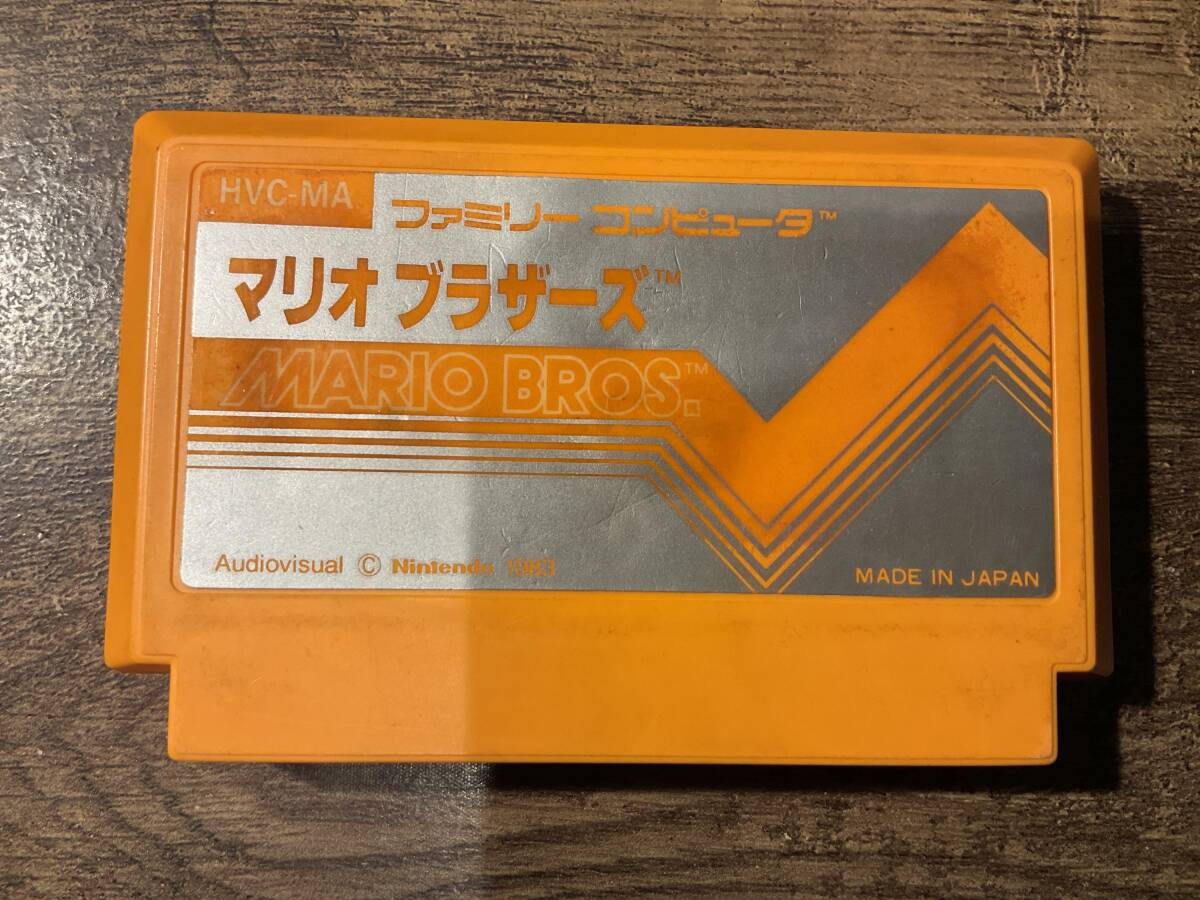 HVC-MA
ファミリー コンピュータ™
マリオ ブラザーズ™
MARIO BROS.™
Audiovisual © Nintendo 1983
MADE IN JAPAN